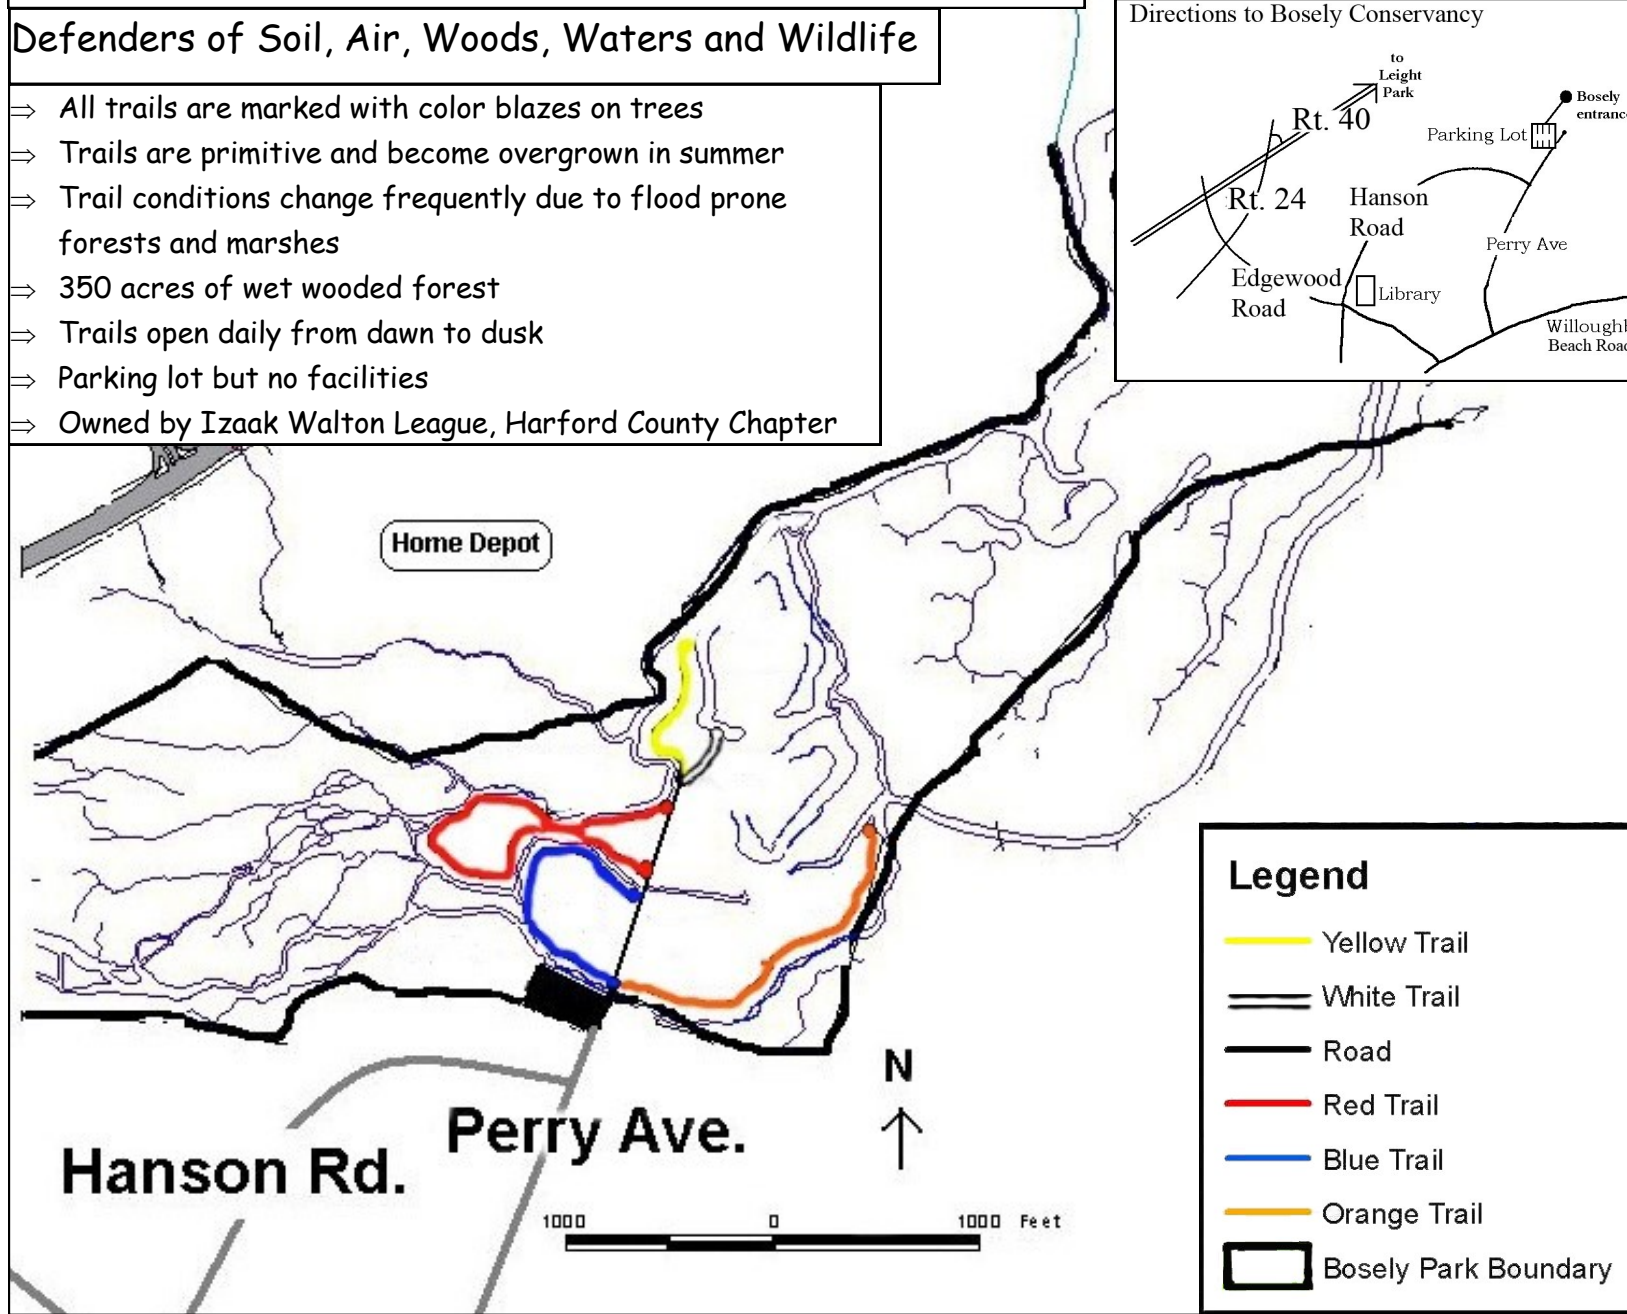 Defenders of Soil, Air, Woods, Waters and Wildlife
⇒ All trails are marked with color blazes on trees
⇒ Trails are primitive and become overgrown in summer
⇒ Trail conditions change frequently due to flood prone
forests and marshes
⇒ 350 acres of wet wooded forest
⇒ Trails open daily from dawn to dusk
⇒ Parking lot but no facilities
⇒ Owned by Izaak Walton League, Harford County Chapter
Directions to Bosely Conservancy
to
Leight
Park
Rt. 40
Bosely
entranc
Parking Lot
Rt. 24
Hanson
Road
Perry Ave
Edgewood
Road
Library
Willoughb
Beach Roa
Home Depot
Legend
Yellow Trail
White Trail
Road
Red Trail
Blue Trail
Orange Trail
Bosely Park Boundary
N
Perry Ave.
Hanson Rd.
1000 0 1000 Feet